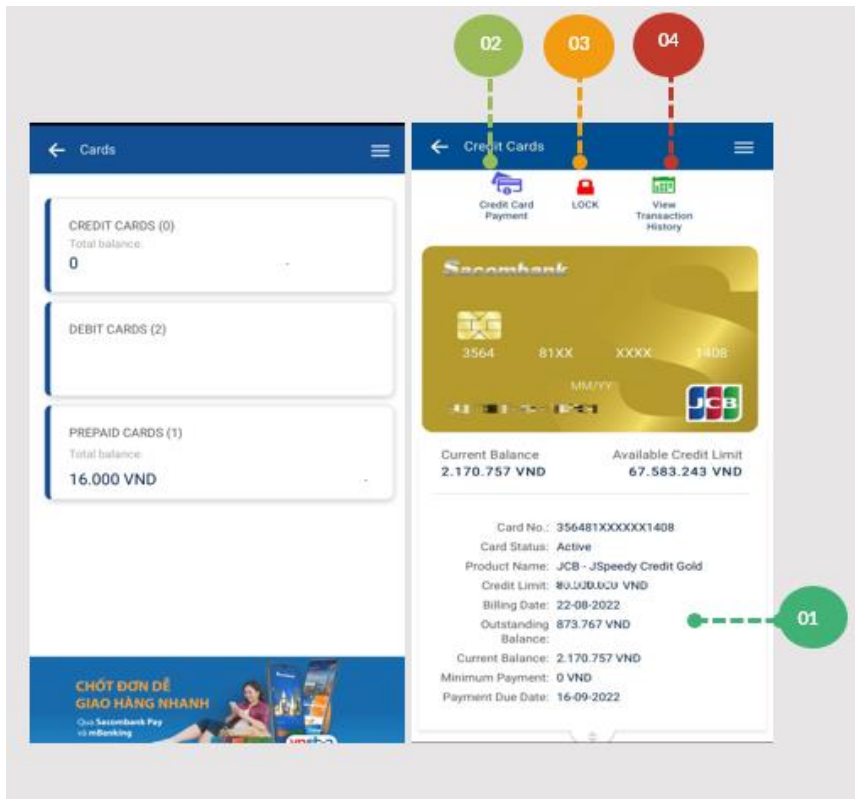 02
03
04
Cards
CREDIT CARDS (0)
Total balance
0
DEBIT CARDS (2)
PREPAID CARDS (1)
Total balance
16.000 VND
CHỐT ĐƠN DỄ
GIAO HÀNG NHANH
Qua Sacombank Pay
và mBanking
Credit Cards
Credit Card
Payment
LOCK
View
Transaction
History
Sacombank
3564 81XX XXXX 1408
MM/YY
JCB
Current Balance
Available Credit Limit
2.170.757 VND
67.583.243 VND
Card No.: 356481XXXXXX1408
Card Status: Active
Product Name: JCB - JSpeedy Credit Gold
Credit Limit: VND
Billing Date: 22-08-2022
Outstanding 873.767 VND
Balance:
Current Balance: 2.170.757 VND
Minimum Payment: 0 VND
Payment Due Date: 16-09-2022
01